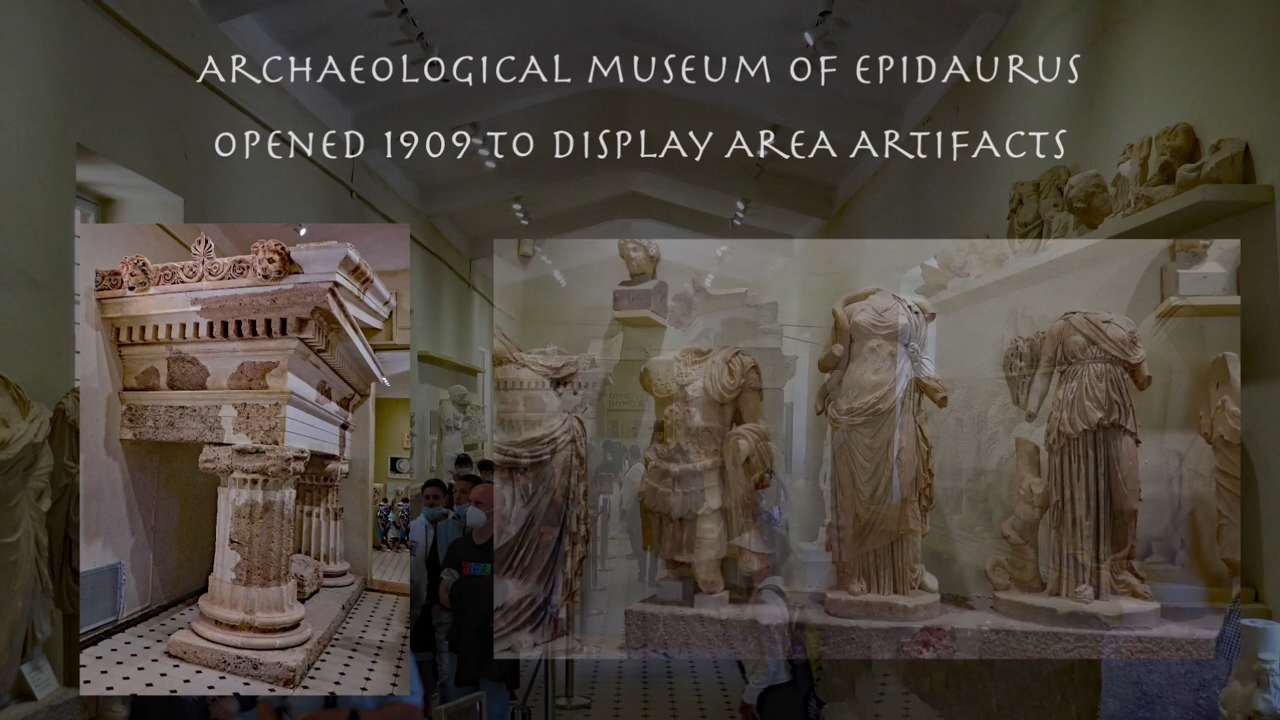 ARCHAEOLOGICAL MUSEUM OF EPIDAURUS
OPENED 1909 TO DISPLAY AREA ARTIFACTS